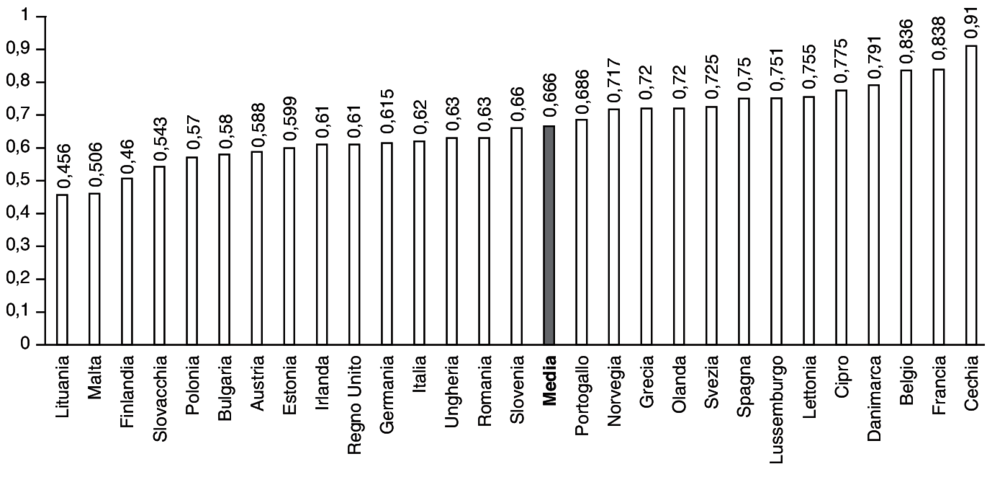 1
0,9
0,8
0,7
0,6
0,5
0,4
0,3
0,2
0,1
0
0,456
0,506
0,46
0,543
0,57
0,58
0,588
0,599
0,61
0,61
0,615
0,62
0,63
0,63
0,66
0,666
0,686
0,717
0,72
0,72
0,725
0,75
0,751
0,755
0,775
0,791
0,836
0,838
0,91
Lituania
Malta
Finlandia
Slovacchia
Polonia
Bulgaria
Austria
Estonia
Irlanda
Regno Unito
Germania
Italia
Ungheria
Romania
Slovenia
Media
Portogallo
Norvegia
Grecia
Olanda
Svezia
Spagna
Lussemburgo
Lettonia
Cipro
Danimarca
Belgio
Francia
Cechia